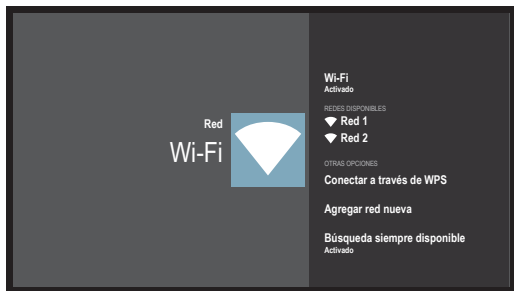 Red
Wi-Fi
Wi-Fi
Activado
REDES DISPONIBLES
Red 1
Red 2
OTRAS OPCIONES
Conectar a través de WPS
Agregar red nueva
Búsqueda siempre disponible
Activado